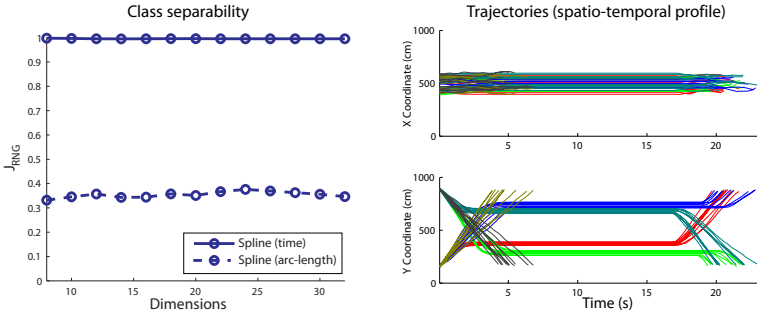 Class separability
1
0.9
0.8
0.7
0.6
0.5
0.4
0.3
0.2
0.1
0
J RNG
10 15 20 25 30
Dimensions
Spline (time)
Spline (arc-length)
Trajectories (spatio-temporal profile)
1000
500
0
X Coordinate (cm)
5 10 15 20
1000
500
0
Y Coordinate (cm)
5 10 15 20
Time (s)